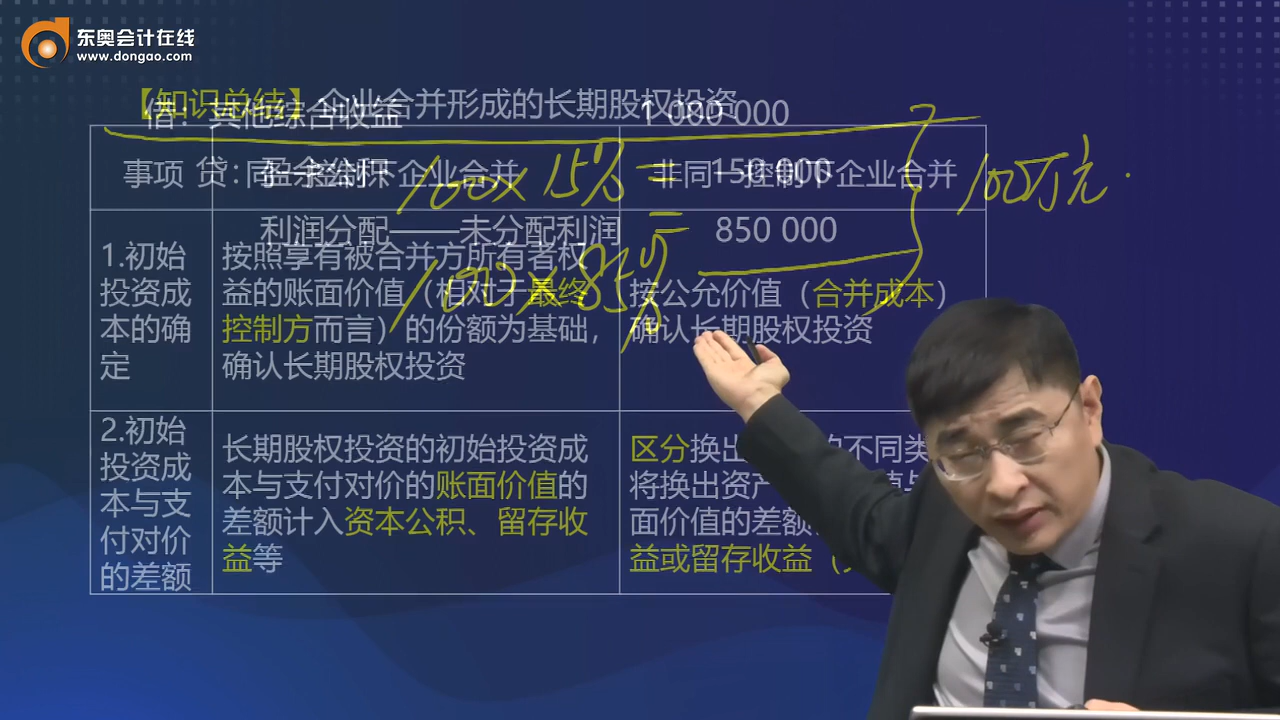 东奥会计在线
www.dongao.com
【知识总结】企业合并形成的长期股权投资
借：其他综合收益 1 080 000
贷：盈余公积 150 000
利润分配——未分配利润 850 000
100×15%=
100×85%=
100万元
事项
同一控制下企业合并
非同一控制下企业合并
1.初始
投资成
本的确
定
按照享有被合并方所有者权
益的账面价值（相对于最终
控制方而言）的份额为基础，
确认长期股权投资
按公允价值（合并成本）
确认长期股权投资
2.初始
投资成
本与支
付对价
的差额
长期股权投资的初始投资成
本与支付对价的账面价值的
差额计入资本公积、留存收
益等
区分换出 的不同类
将换出资产 值与
面价值的差额
益或留存收益（